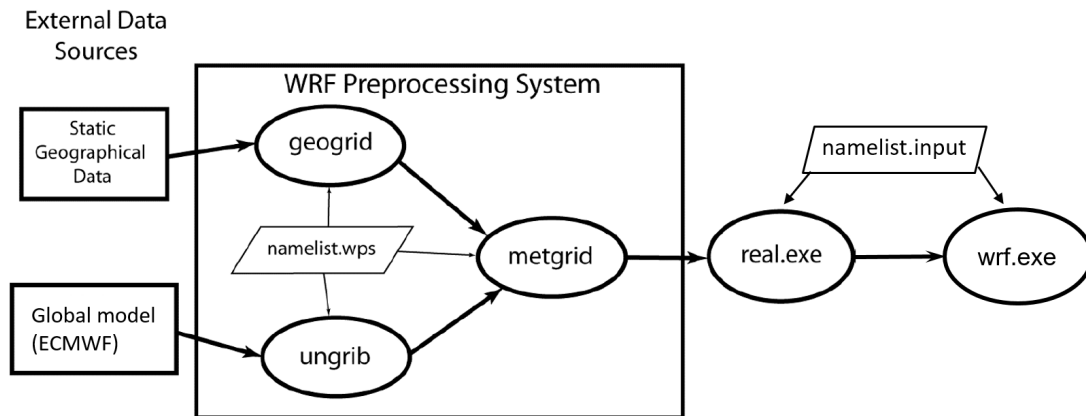 External Data
Sources
WRF Preprocessing System
Static
Geographical
Data
geogrid
namelist.input
namelist.wps
metgrid
real.exe
wrf.exe
Global model
(ECMWF)
ungrib